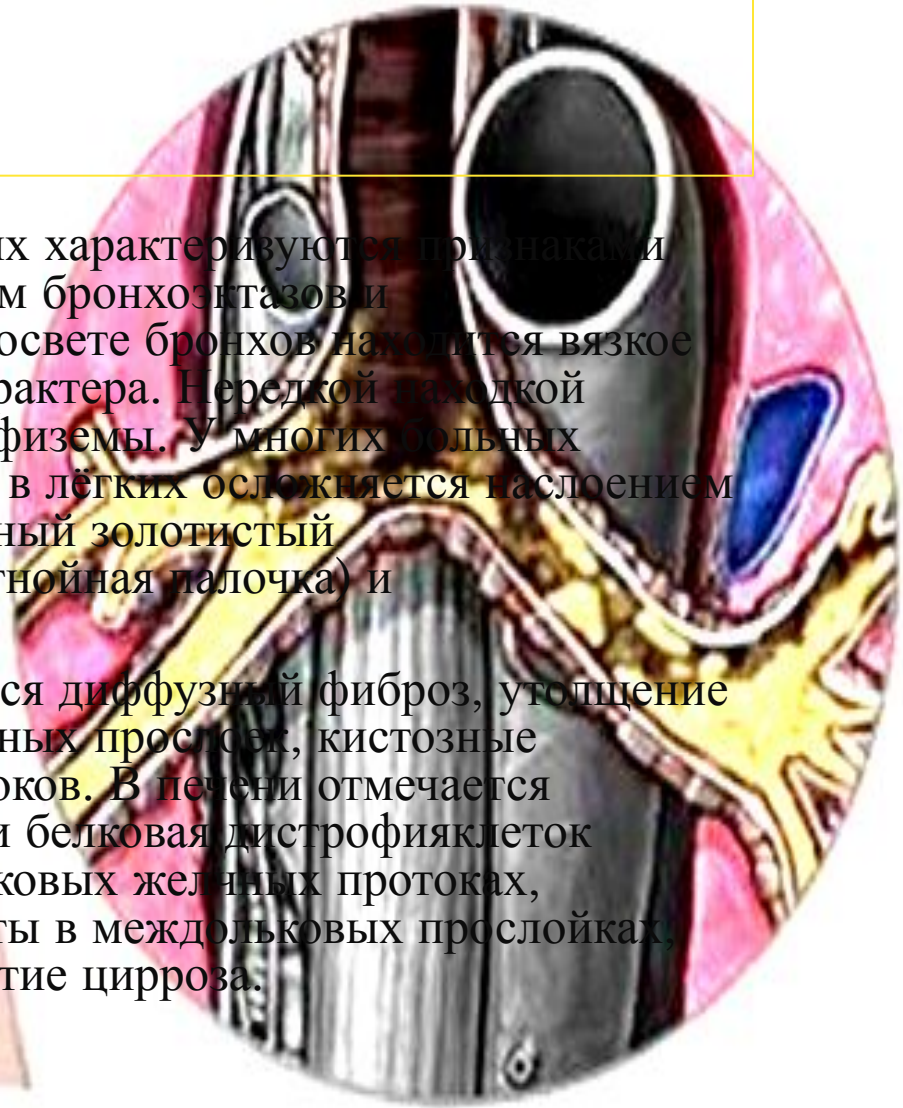 ых характеризуются признаками
м бронхоэктазов и
освете бронхов находится вязкое
рактера. Нередкой находкой
физемы. У многих больных
в лёгких осложняется наслоением
ный золотистый
гнойная палочка) и
ся диффузный фиброз, утолщение
ных прослоек, кистозные
оков. В печени отмечается
и белковая дистрофияклеток
ковых желчных протоках,
ты в междольковых прослойках,
тие цирроза.